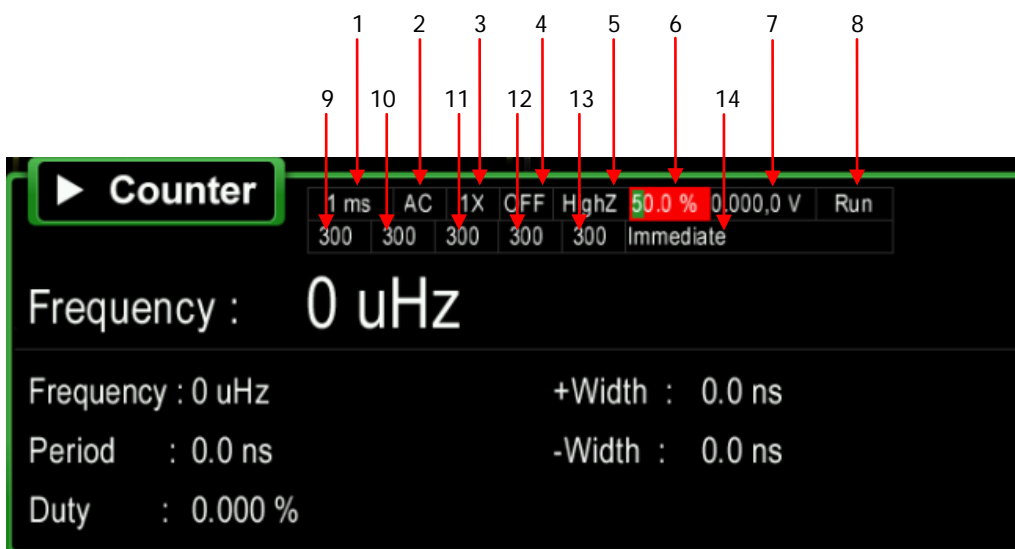 1 2 3 4 5 6 7 8
9 10 11 12 13 14
Counter
1 ms AC 1X OFF HighZ 50.0 % 0.000,0 V Run
300 300 300 300 300 Immediate
Frequency : 0 uHz
Frequency : 0 uHz +Width : 0.0 ns
Period : 0.0 ns -Width : 0.0 ns
Duty : 0.000 %